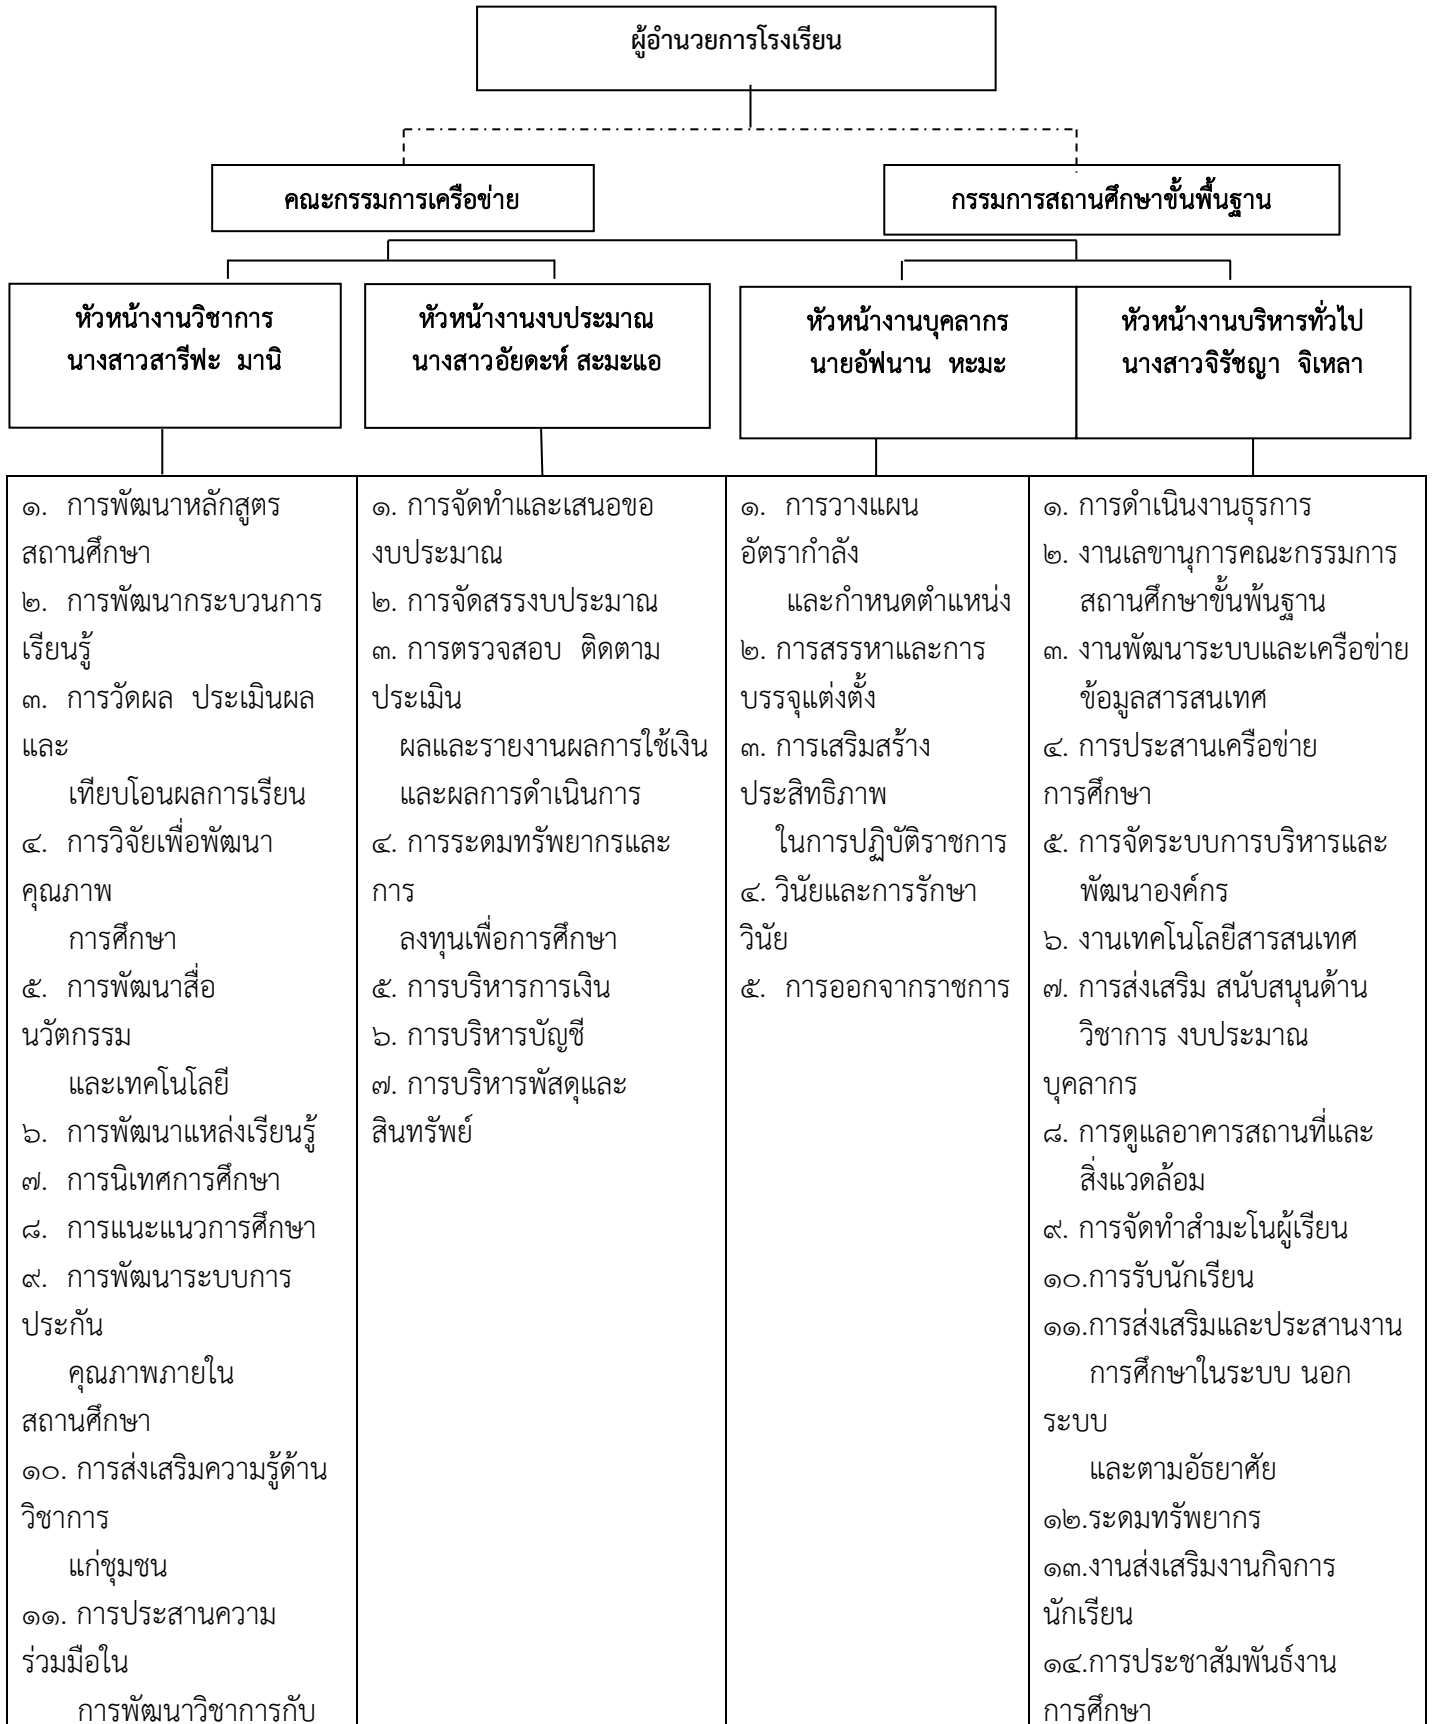 ผู้อำนวยการโรงเรียน
คณะกรรมการเครือข่าย
กรรมการสถานศึกษาขั้นพื้นฐาน
หัวหน้างานวิชาการ
นางสาวสารีฟะ มานิ
หัวหน้างานงบประมาณ
นางสาวอัยดะห์ สะมะแอ
หัวหน้างานบุคลากร
นายอัฟนาน หะมะ
หัวหน้างานบริหารทั่วไป
นางสาวจิรัชญา จิเหลา
๑. การพัฒนาหลักสูตร
สถานศึกษา
๒. การพัฒนากระบวนการ
เรียนรู้
๓. การวัดผล ประเมินผล
และ
เทียบโอนผลการเรียน
๔. การวิจัยเพื่อพัฒนา
คุณภาพ
การศึกษา
๕. การพัฒนาสื่อ
นวัตกรรม
และเทคโนโลยี
๖. การพัฒนาแหล่งเรียนรู้
๗. การนิเทศการศึกษา
๘. การแนะแนวการศึกษา
๙. การพัฒนาระบบการ
ประกัน
คุณภาพภายใน
สถานศึกษา
๑๐. การส่งเสริมความรู้ด้าน
วิชาการ
แก่ชุมชน
๑๑. การประสานความ
ร่วมมือใน
การพัฒนาวิชาการกับ
๑. การจัดทำและเสนอขอ
งบประมาณ
๒. การจัดสรรงบประมาณ
๓. การตรวจสอบ ติดตาม
ประเมิน
ผลและรายงานผลการใช้เงิน
และผลการดำเนินการ
๔. การระดมทรัพยากรและ
การ
ลงทุนเพื่อการศึกษา
๕. การบริหารการเงิน
๖. การบริหารบัญชี
๗. การบริหารพัสดุและ
สินทรัพย์
๑. การวางแผน
อัตรากำลัง
และกำหนดตำแหน่ง
๒. การสรรหาและการ
บรรจุแต่งตั้ง
๓. การเสริมสร้าง
ประสิทธิภาพ
ในการปฏิบัติราชการ
๔. วินัยและการรักษา
วินัย
๕. การออกจากราชการ
๑. การดำเนินงานธุรการ
๒. งานเลขานุการคณะกรรมการ
สถานศึกษาขั้นพ้นฐาน
๓. งานพัฒนาระบบและเครือข่าย
ข้อมูลสารสนเทศ
๔. การประสานเครือข่าย
การศึกษา
๕. การจัดระบบการบริหารและ
พัฒนาองค์กร
๖. งานเทคโนโลยีสารสนเทศ
๗. การส่งเสริม สนับสนุนด้าน
วิชาการ งบประมาณ
บุคลากร
๘. การดูแลอาคารสถานที่และ
สิ่งแวดล้อม
๙. การจัดทำสำมะโนผู้เรียน
๑๐.การรับนักเรียน
๑๑.การส่งเสริมและประสานงาน
การศึกษาในระบบ นอก
ระบบ
และตามอัธยาศัย
๑๒.ระดมทรัพยากร
๑๓.งานส่งเสริมงานกิจการ
นักเรียน
๑๔.การประชาสัมพันธ์งาน
การศึกษา